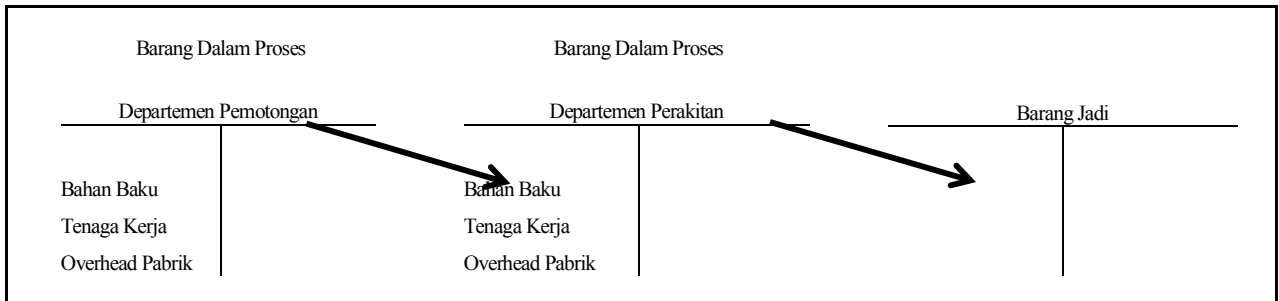 Barang Dalam Proses
Departemen Pemotongan
Bahan Baku
Tenaga Kerja
Overhead Pabrik
Barang Dalam Proses
Departemen Perakitan
Bahan Baku
Tenaga Kerja
Overhead Pabrik
Barang Jadi